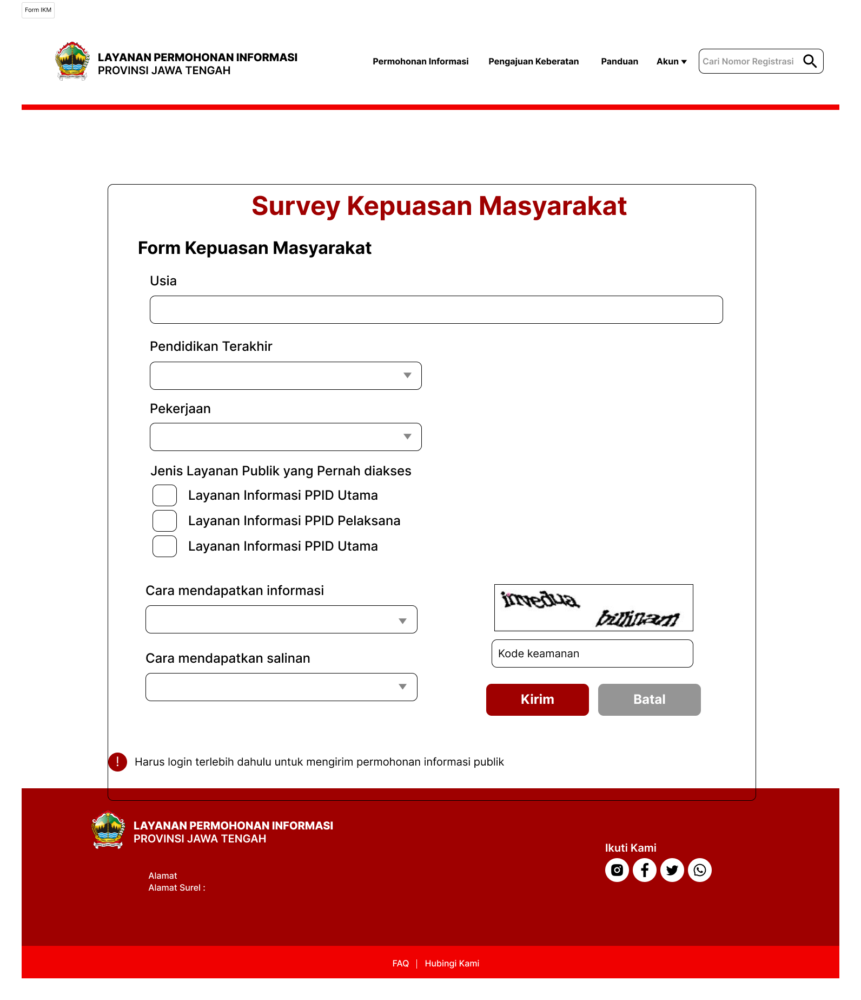 Form IKM
LAYANAN PERMOHONAN INFORMASI
PROVINSI JAWA TENGAH
Permohonan Informasi
Pengajuan Keberatan
Panduan
Akun
Cari Nomor Registrasi
Survey Kepuasan Masyarakat
Form Kepuasan Masyarakat
Usia
Pendidikan Terakhir
Pekerjaan
Jenis Layanan Publik yang Pernah diakses
Layanan Informasi PPID Utama
Layanan Informasi PPID Pelaksana
Layanan Informasi PPID Utama
Cara mendapatkan informasi
Cara mendapatkan salinan
Kode keamanan
Kirim
Batal
! Harus login terlebih dahulu untuk mengirim permohonan informasi publik
LAYANAN PERMOHONAN INFORMASI
PROVINSI JAWA TENGAH
Alamat
Alamat Surel :
Ikuti Kami
FAQ | Hubingi Kami